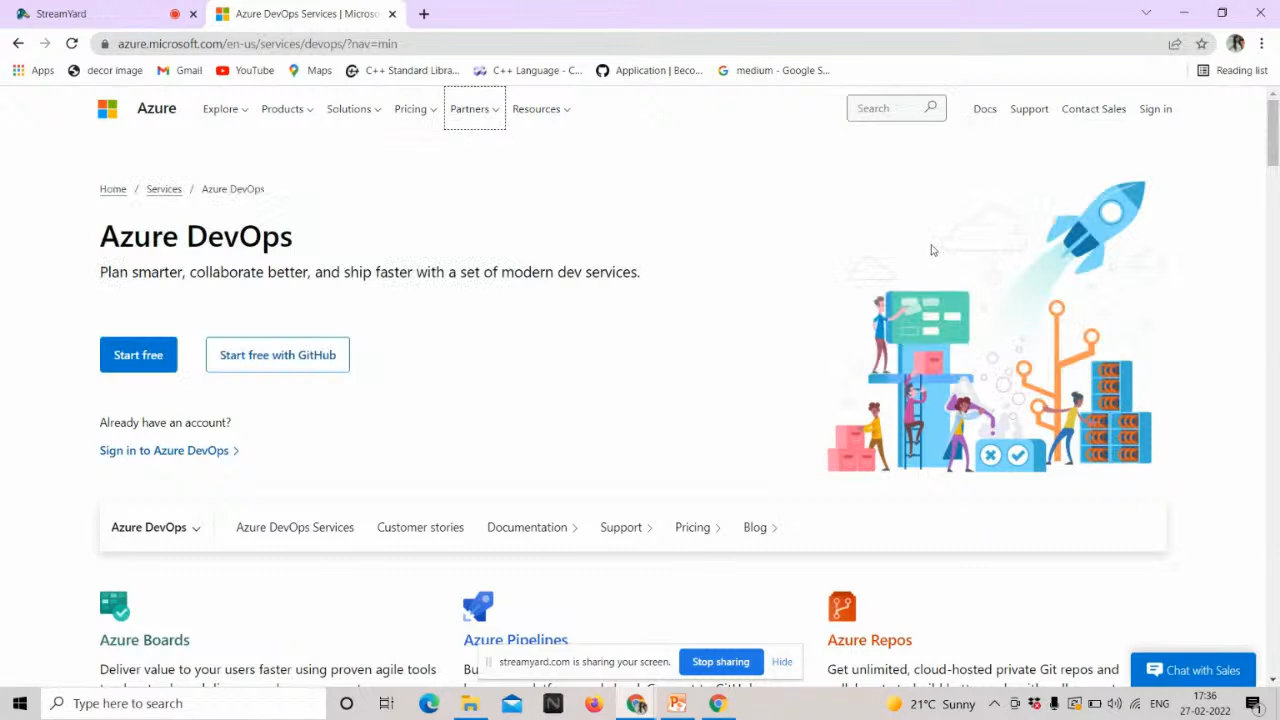 StreamYard
Azure DevOps Services | Microso
azure.microsoft.com/en-us/services/devops/?nav=min
Apps
decor image
Gmail
YouTube
Maps
C++ Standard Libra...
C++ Language - C...
Application | Beco...
medium - Google S...
Reading list
Azure
Explore
Products
Solutions
Pricing
Partners
Resources
Search
Docs
Support
Contact Sales
Sign in
Home / Services / Azure DevOps
Azure DevOps
Plan smarter, collaborate better, and ship faster with a set of modern dev services.
Start free
Start free with GitHub
Already have an account?
Sign in to Azure DevOps
Azure DevOps
Azure DevOps Services
Customer stories
Documentation
Support
Pricing
Blog
Azure Boards
Deliver value to your users faster using proven agile tools
Azure Pipelines
Azure Repos
Get unlimited, cloud-hosted private Git repos and
streamyard.com is sharing your screen.
Stop sharing
Hide
Chat with Sales
Type here to search
21°C Sunny
17:36
27-02-2022